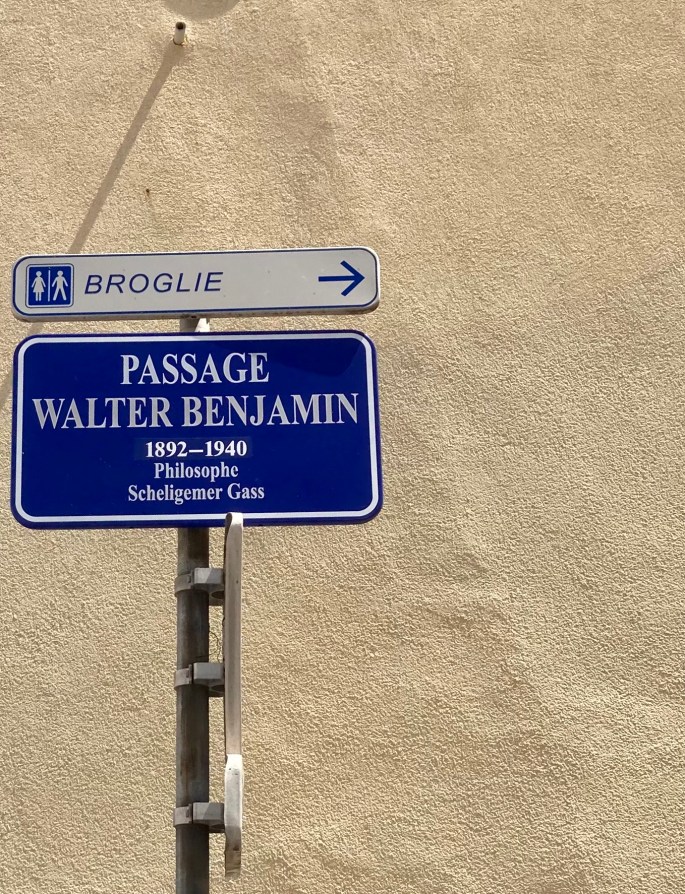 BROGLIE
PASSAGE
WALTER BENJAMIN
1892–1940
Philosophe
Scheligemer Gass